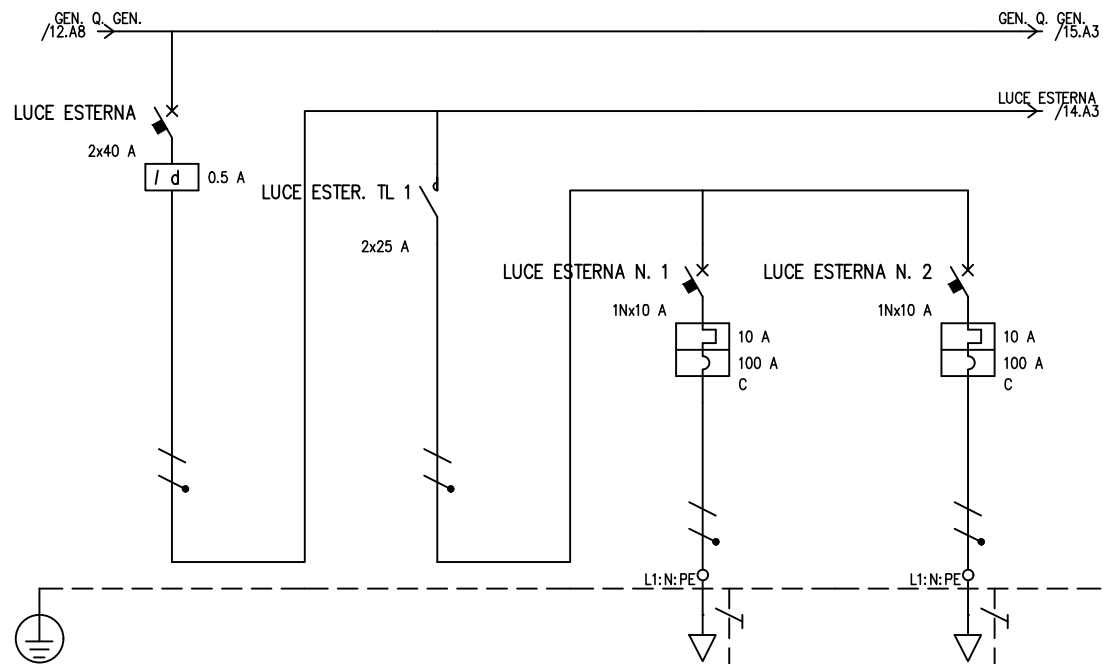 GEN. Q. GEN.
/12.A8
GEN. Q. GEN.
/15.A3
LUCE ESTERNA
LUCE ESTERNA
/14.A3
2x40 A
I d
0.5 A
LUCE ESTER. TL 1
2x25 A
LUCE ESTERNA N. 1
LUCE ESTERNA N. 2
1Nx10 A
1Nx10 A
10 A
10 A
100 A
100 A
C
C
L1:N:PE
L1:N:PE